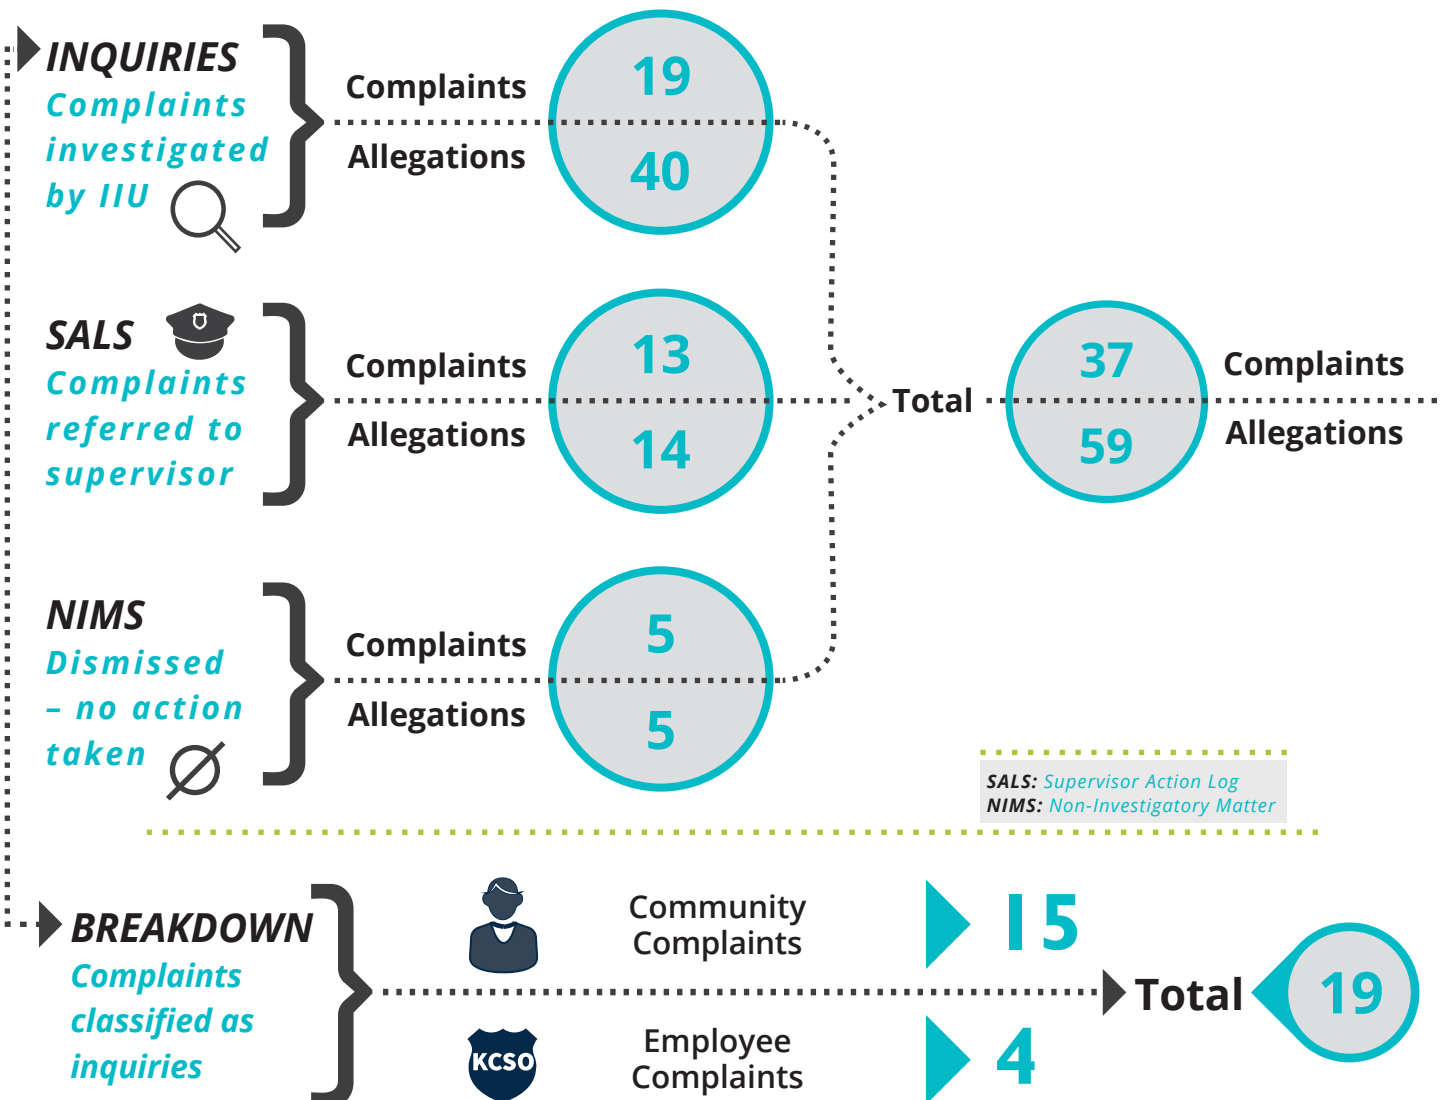 INQUIRIES
Complaints
investigated
by IIU
Complaints
Allegations
19
40
SALS
Complaints
referred to
supervisor
Complaints
Allegations
13
14
Total
37
59
Complaints
Allegations
NIMS
Dismissed
– no action
taken
Complaints
Allegations
5
5
SALS: Supervisor Action Log
NIMS: Non-Investigatory Matter
BREAKDOWN
Complaints
classified as
inquiries
Community
Complaints
15
KCSO
Employee
Complaints
4
Total
19